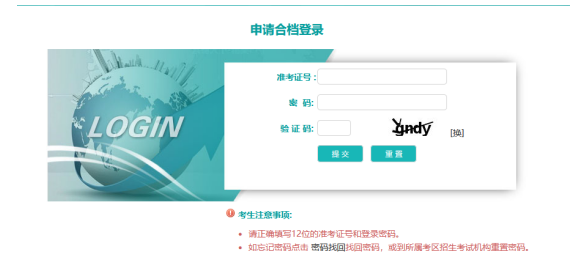 申请合档登录
LOGIN
准考证号:
密 码:
验 证 码:
[换]
提 交
重 置
考生注意事项:
请正确填写12位的准考证号和登录密码。
如忘记密码点击 密码找回找回密码，或到所属考区招生考试机构重置密码。